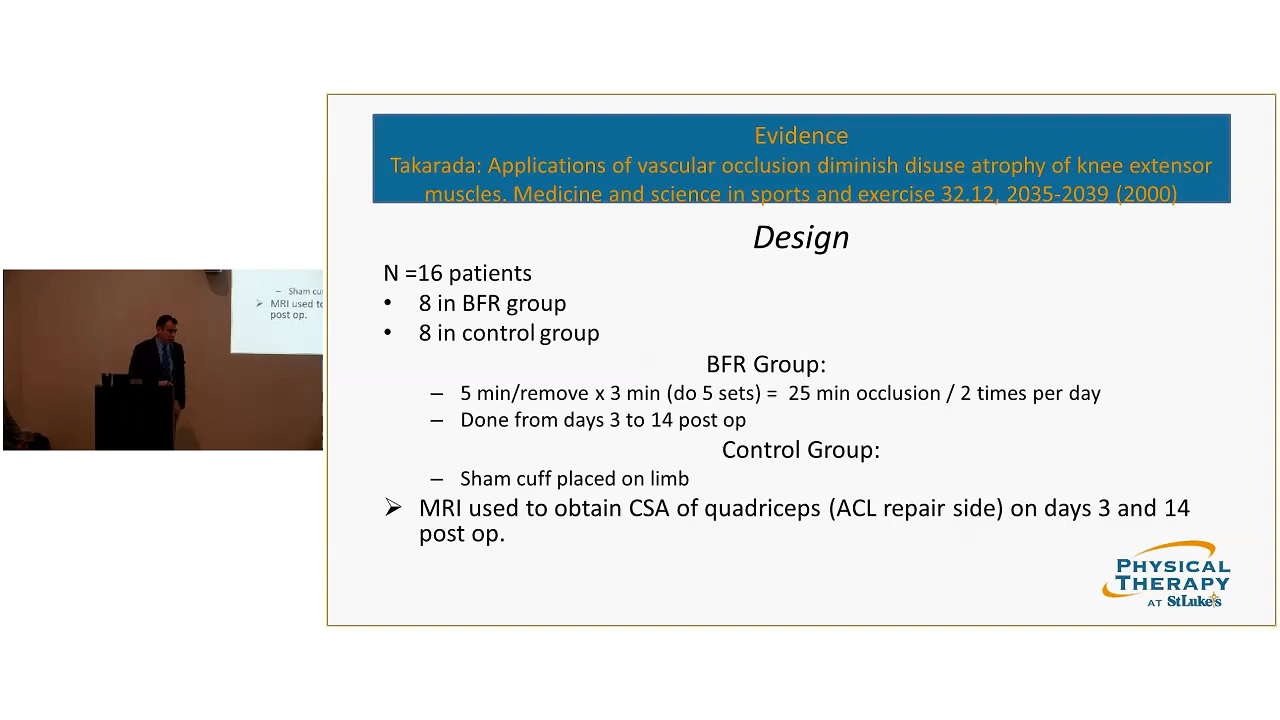 Evidence
Takarada: Applications of vascular occlusion diminish disuse atrophy of knee extensor
muscles. Medicine and science in sports and exercise 32.12, 2035-2039 (2000)
Design
N =16 patients
• 8 in BFR group
• 8 in control group
BFR Group:
– 5 min/remove x 3 min (do 5 sets) = 25 min occlusion / 2 times per day
– Done from days 3 to 14 post op
Control Group:
– Sham cuff placed on limb
➢ MRI used to obtain CSA of quadriceps (ACL repair side) on days 3 and 14
post op.
PHYSICAL
THERAPY
AT StLuke's
– Sham cu
➢ MRI used to
post op.